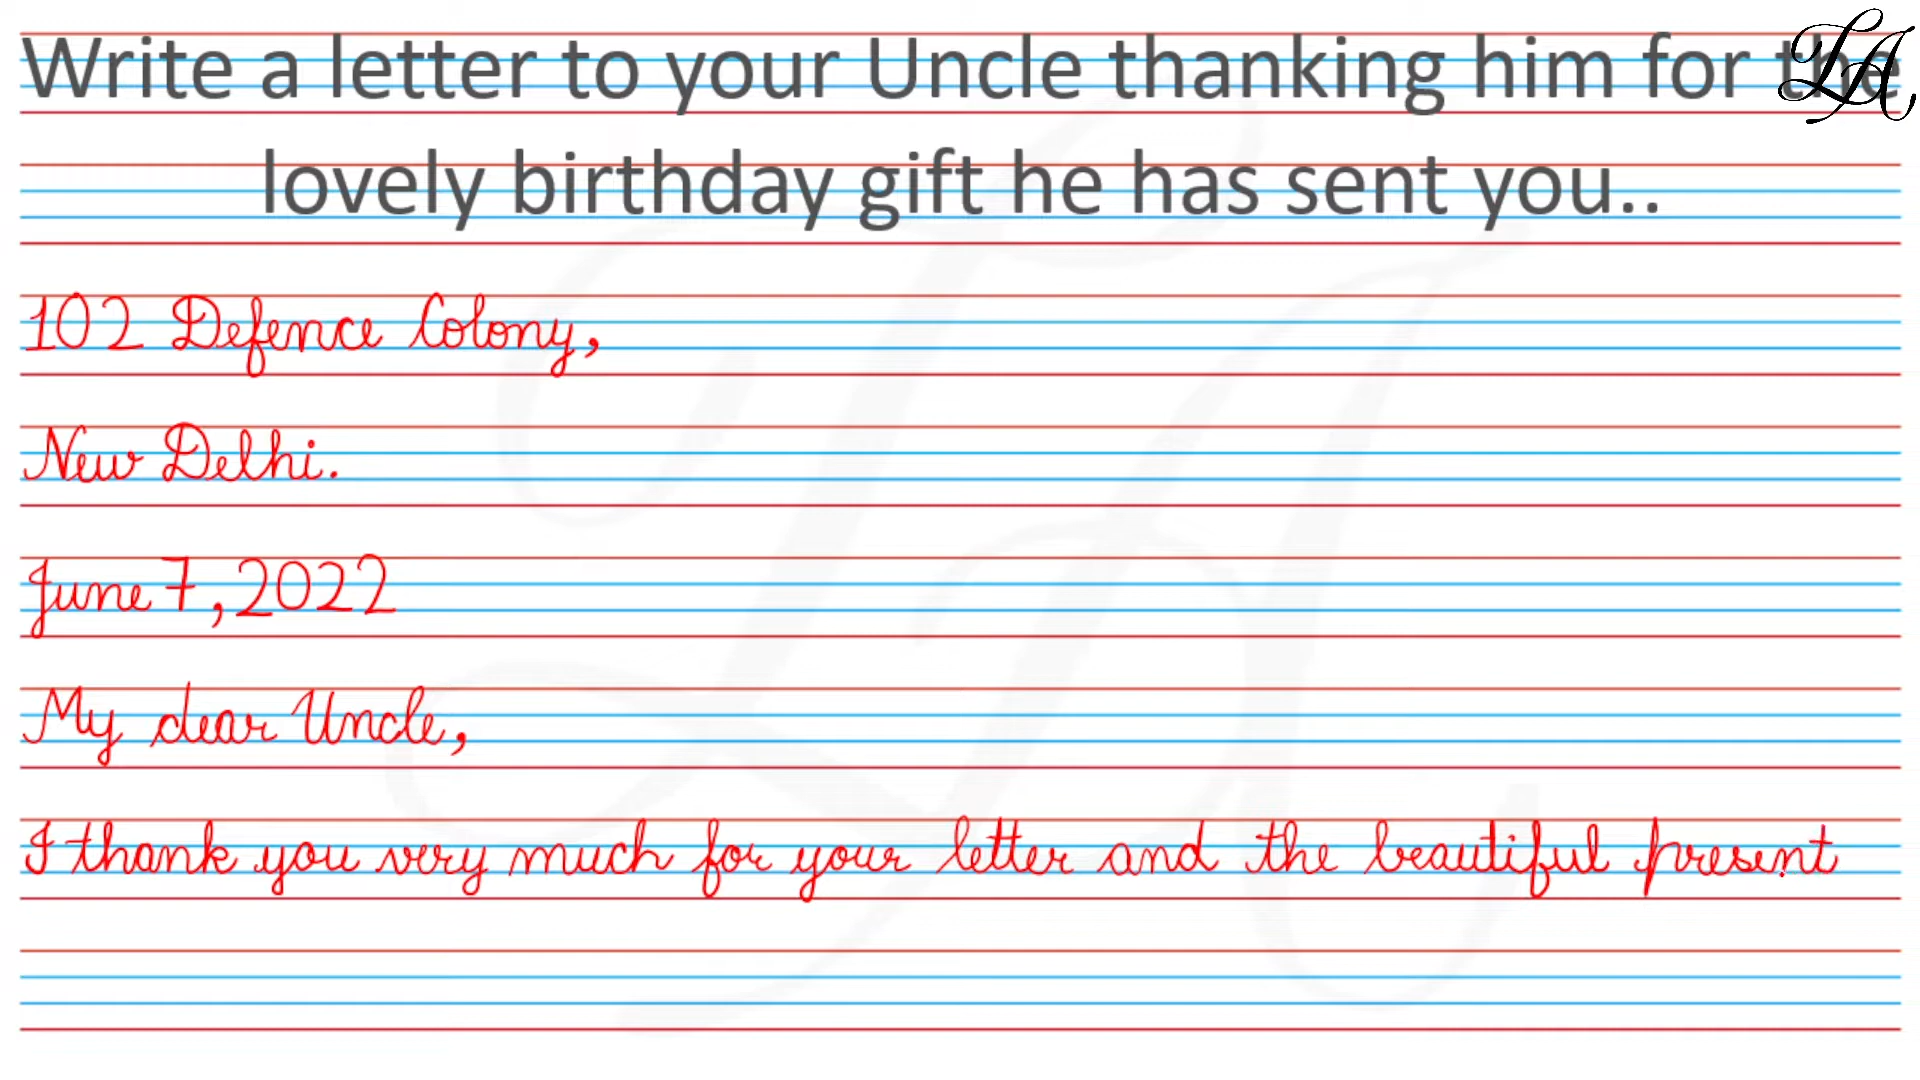 Write a letter to your Uncle thanking him for the
lovely birthday gift he has sent you..
LA
102 Defence Colony,
New Delhi.
June 7, 2022
My dear Uncle,
I thank you very much for your letter and the beautiful present